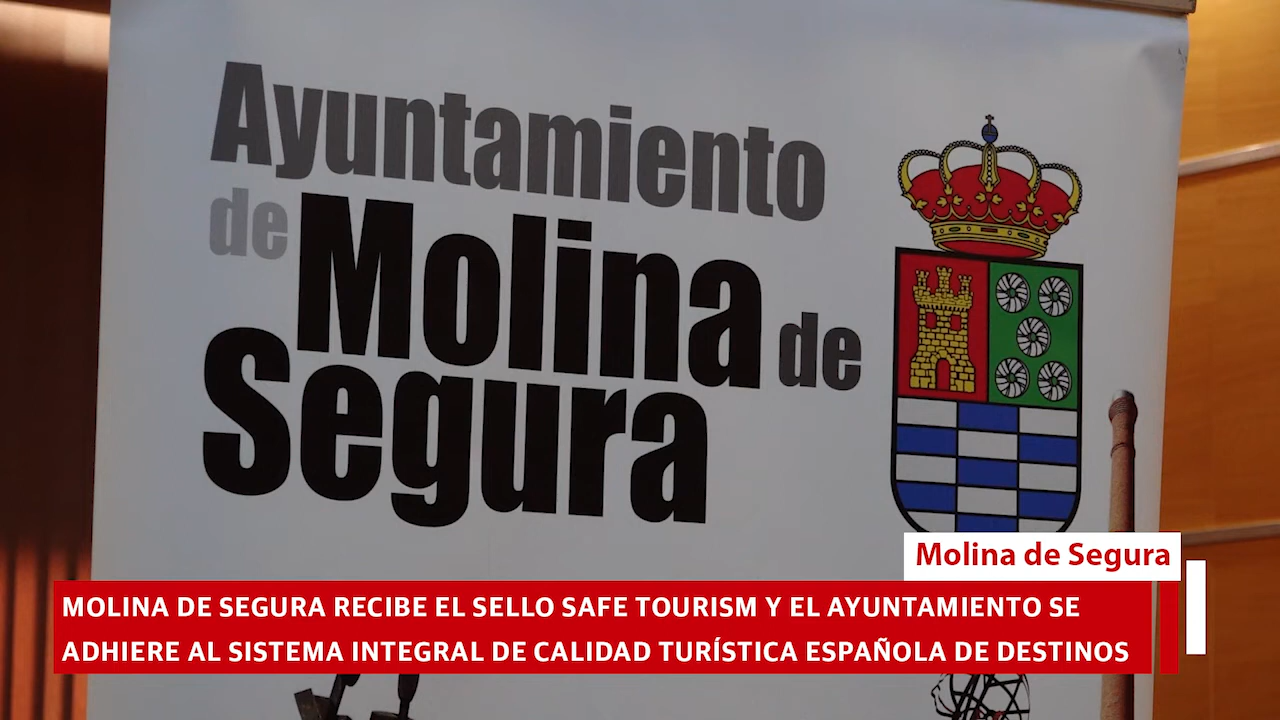 Ayuntamiento
de Molina de
Segura
Molina de Segura
MOLINA DE SEGURA RECIBE EL SELLO SAFE TOURISM Y EL AYUNTAMIENTO SE
ADHIERE AL SISTEMA INTEGRAL DE CALIDAD TURÍSTICA ESPAÑOLA DE DESTINOS